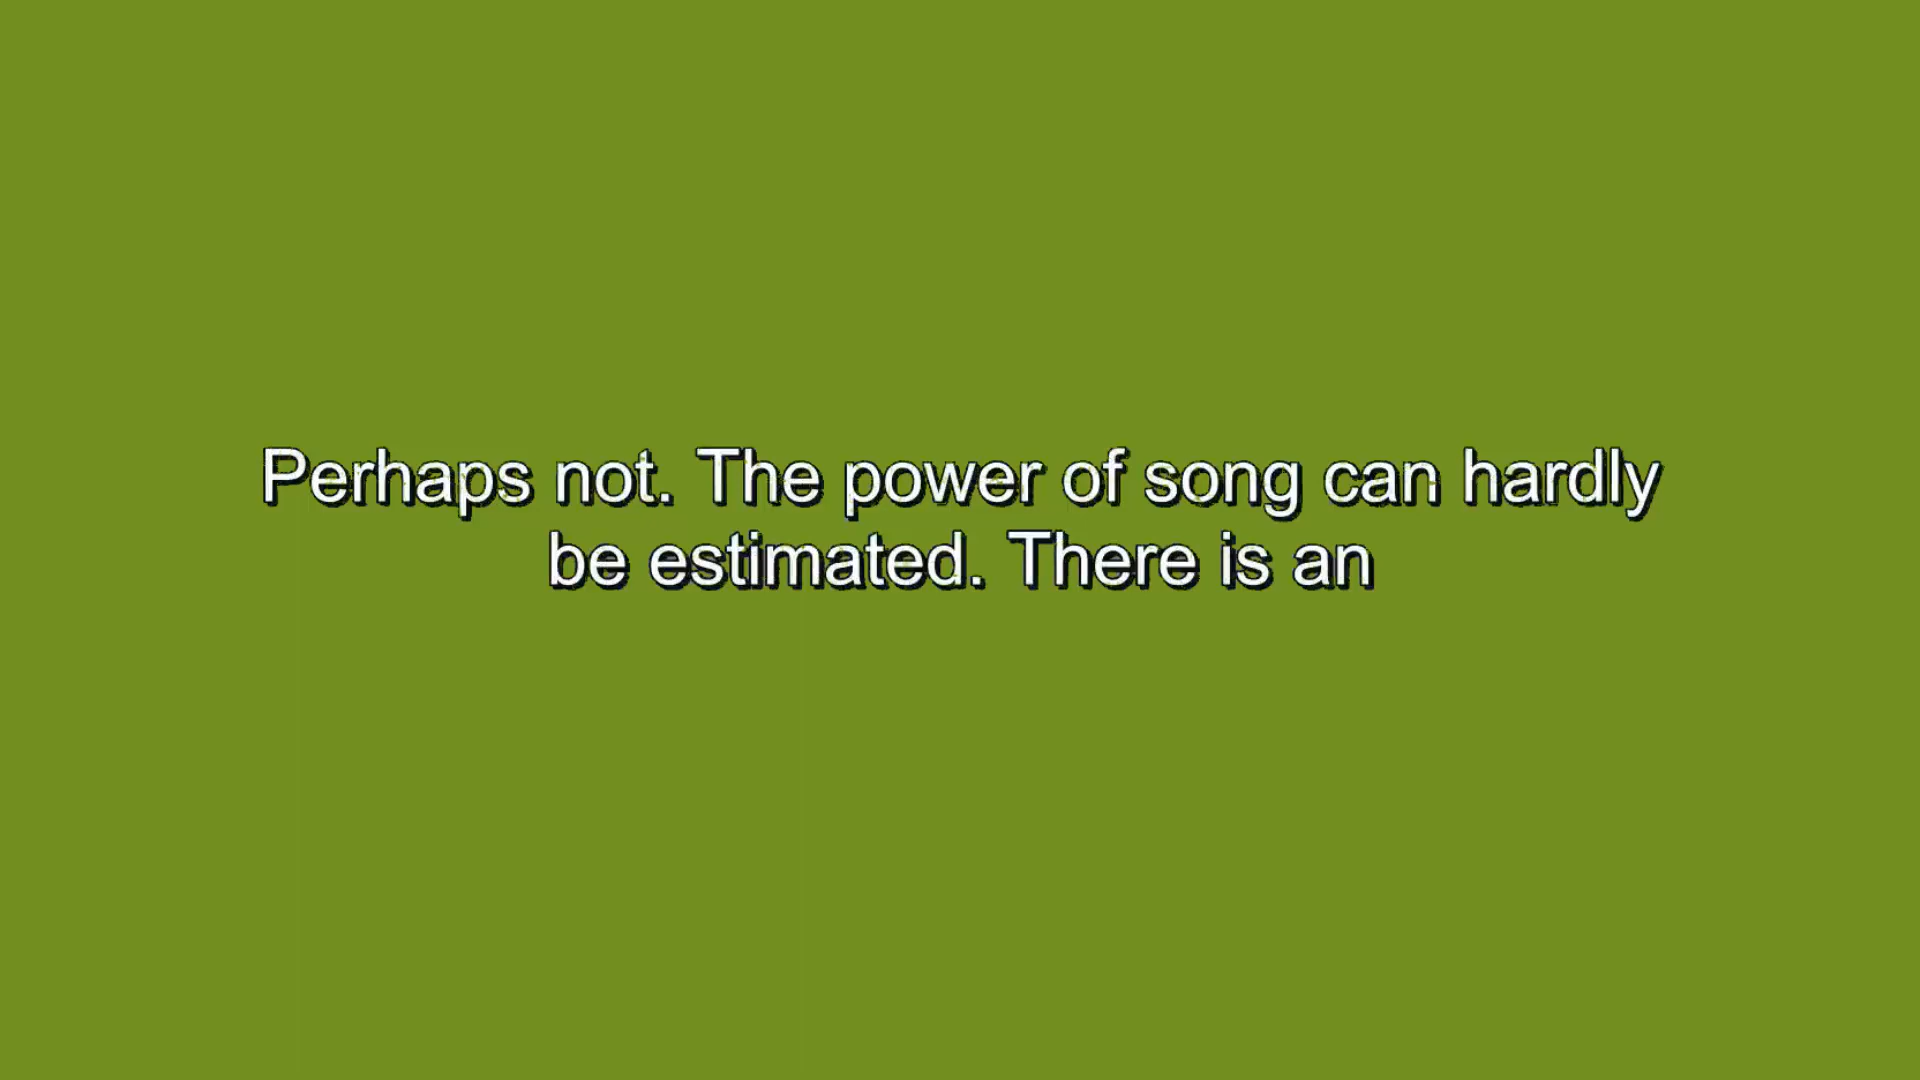 Perhaps not. The power of song can hardly
be estimated. There is an